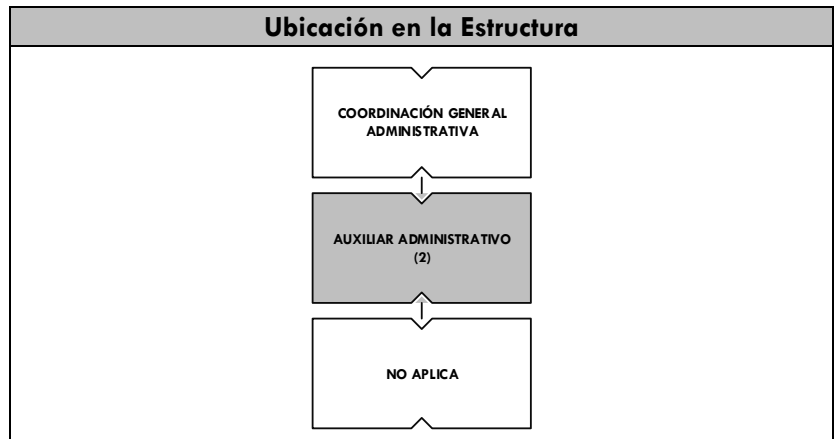 Ubicación en la Estructura
COORDINACIÓN GENERAL
ADMINISTRATIVA
AUXILIAR ADMINISTRATIVO
(2)
NO APLICA